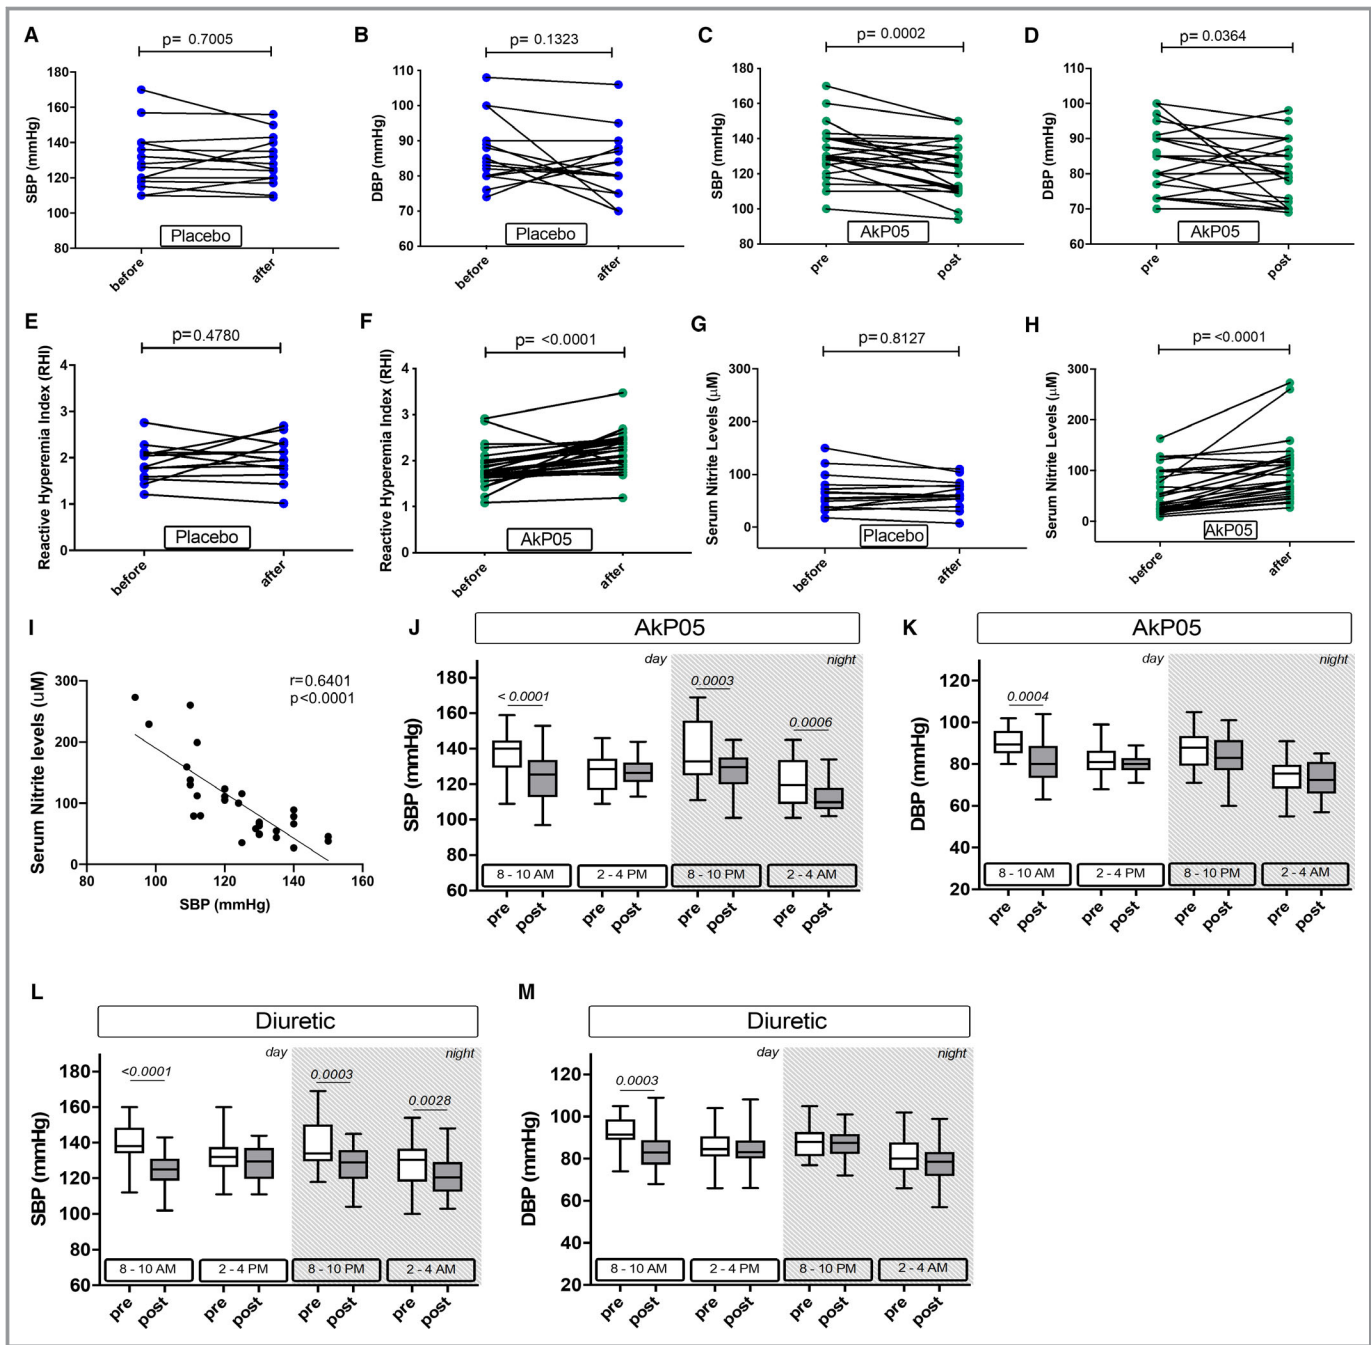 A
p= 0.7005
SBP (mmHg)
180
160
140
120
100
80
Placebo
before
after
B
p= 0.1323
DBP (mmHg)
110
100
90
80
70
60
Placebo
before
after
C
p= 0.0002
SBP (mmHg)
180
160
140
120
100
80
AkP05
pre
post
D
p= 0.0364
DBP (mmHg)
110
100
90
80
70
60
AkP05
pre
post
E
p= 0.4780
Reactive Hyperemia Index (RHI)
4
3
2
1
0
Placebo
before
after
F
p= <0.0001
Reactive Hyperemia Index (RHI)
4
3
2
1
0
AkP05
before
after
G
p= 0.8127
Serum Nitrite Levels (μM)
300
200
100
0
Placebo
before
after
H
p= <0.0001
Serum Nitrite Levels (μM)
300
200
100
0
AkP05
before
after
I
r=0.6401
p<0.0001
Serum Nitrite levels (uM)
300
200
100
0
80
100
120
140
160
SBP (mmHg)
J
AkP05
day
night
SBP (mmHg)
180
160
140
120
100
80
60
< 0.0001
0.0003
0.0006
8 - 10 AM
2 - 4 PM
8 - 10 PM
2 - 4 AM
pre
post
pre
post
pre
post
pre
post
K
AkP05
day
night
DBP (mmHg)
120
100
80
60
40
20
0.0004
8 - 10 AM
2 - 4 PM
8 - 10 PM
2 - 4 AM
pre
post
pre
post
pre
post
pre
post
L
Diuretic
day
night
SBP (mmHg)
180
160
140
120
100
80
60
<0.0001
0.0003
0.0028
8 - 10 AM
2 - 4 PM
8 - 10 PM
2 - 4 AM
pre
post
pre
post
pre
post
pre
post
M
Diuretic
day
night
DBP (mmHg)
120
100
80
60
40
20
0.0003
8 - 10 AM
2 - 4 PM
8 - 10 PM
2 - 4 AM
pre
post
pre
post
pre
post
pre
post